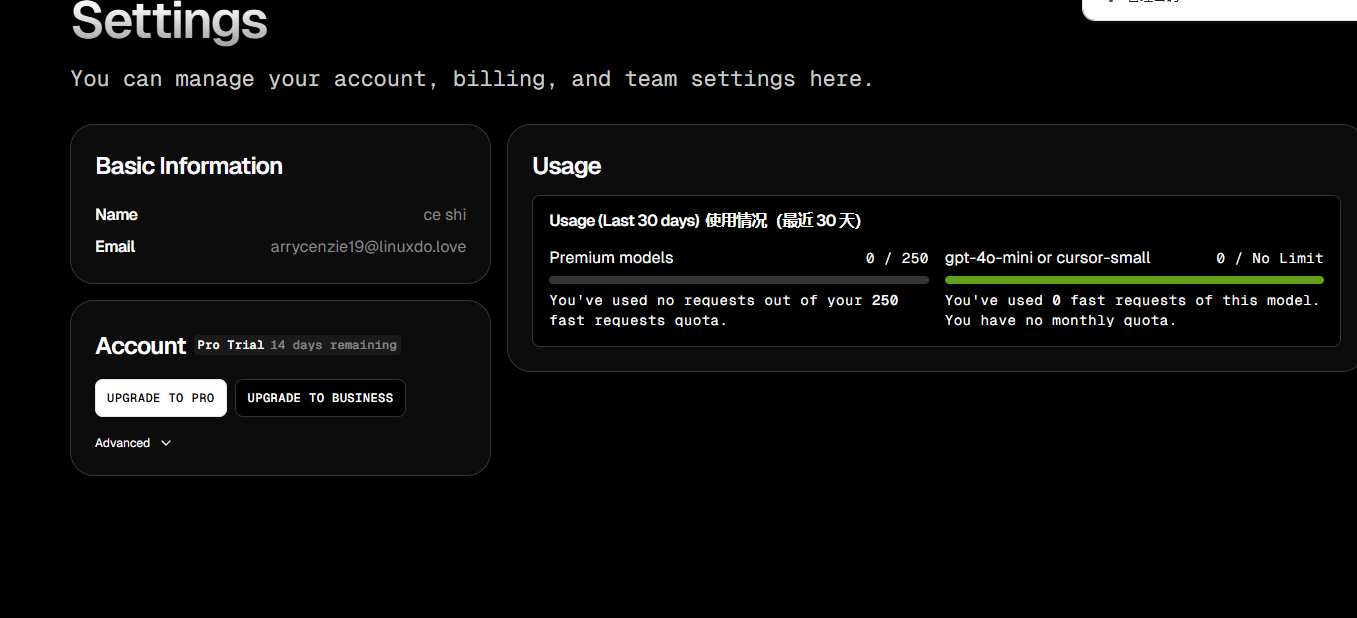 Settings
You can manage your account, billing, and team settings here.
Basic Information
Name ce shi
Email arrycenzie19@linuxdo.love
Account Pro Trial 14 days remaining
UPGRADE TO PRO UPGRADE TO BUSINESS
Advanced
Usage
Usage (Last 30 days) 使用情况（最近 30 天）
Premium models 0 / 250
You've used no requests out of your 250
fast requests quota.
gpt-4o-mini or cursor-small 0 / No Limit
You've used 0 fast requests of this model.
You have no monthly quota.